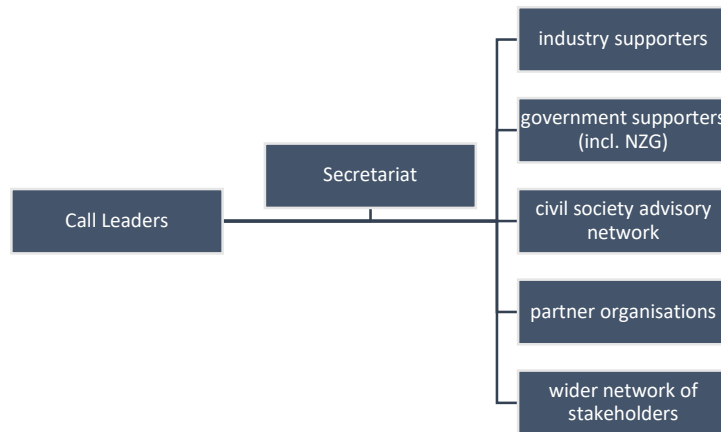 industry supporters
government supporters
(incl. NZG)
Secretariat
Call Leaders
civil society advisory
network
partner organisations
wider network of
stakeholders